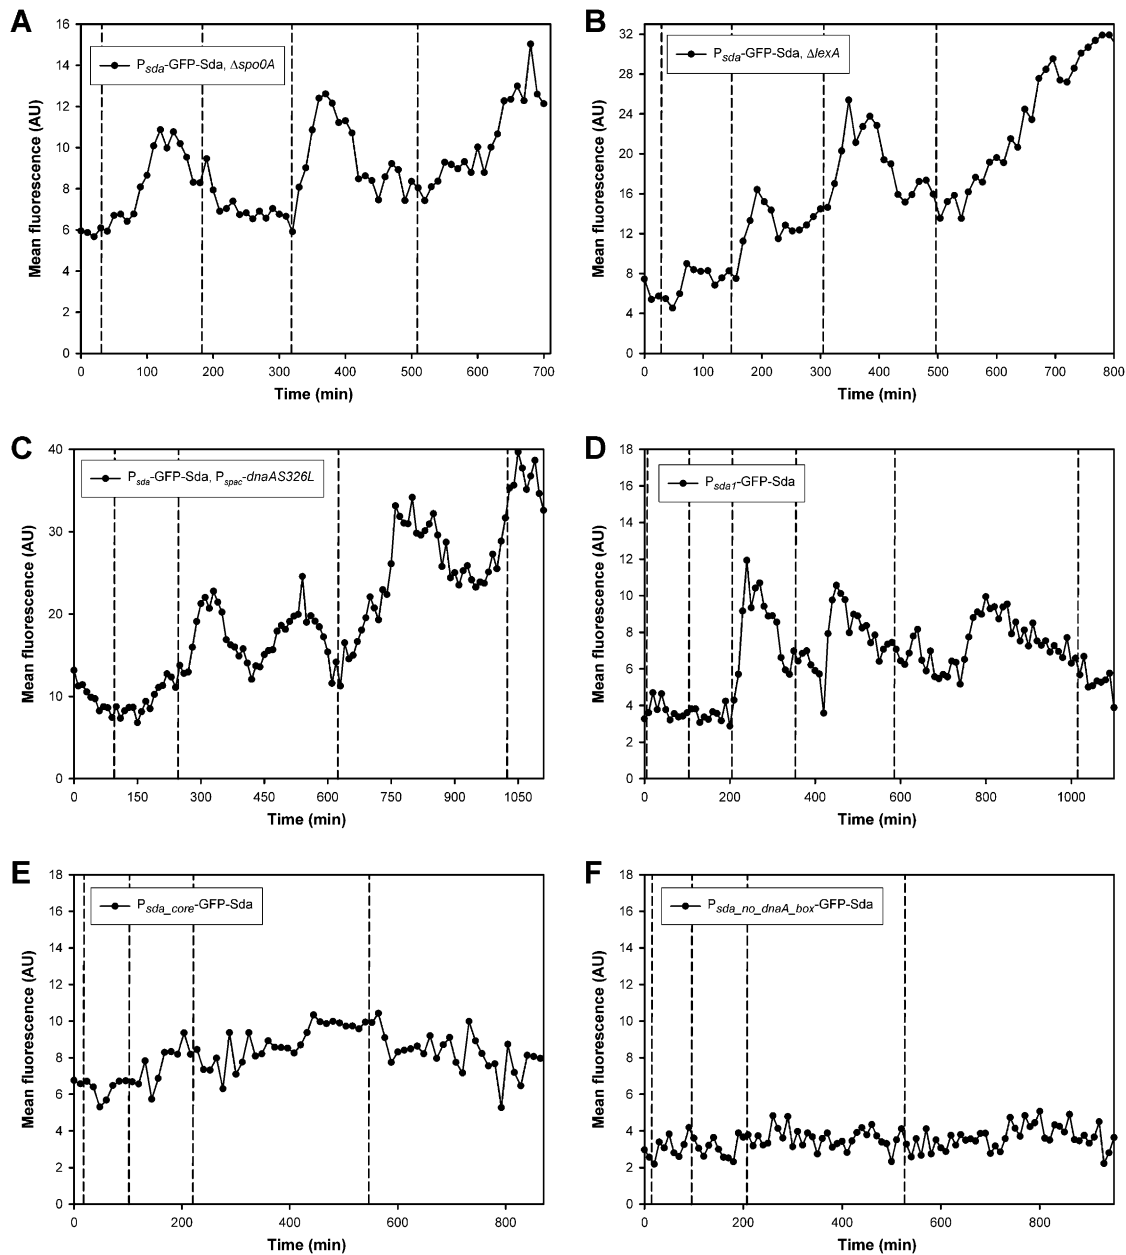 A
P sda-GFP-Sda, Δspo0A
Mean fluorescence (AU)
16
14
12
10
8
6
4
2
0
0 100 200 300 400 500 600 700
Time (min)
B
P sda-GFP-Sda, ΔlexA
Mean fluorescence (AU)
32
28
24
20
16
12
8
4
0
0 100 200 300 400 500 600 700 800
Time (min)
C
P sda-GFP-Sda, P spac-dnaAS326L
Mean fluorescence (AU)
40
30
20
10
0
0 150 300 450 600 750 900 1050
Time (min)
D
P sda1-GFP-Sda
Mean fluorescence (AU)
18
16
14
12
10
8
6
4
2
0
0 200 400 600 800 1000
Time (min)
E
P sda_core-GFP-Sda
Mean fluorescence (AU)
18
16
14
12
10
8
6
4
2
0
0 200 400 600 800
Time (min)
F
P sda_no_dnaA_box-GFP-Sda
Mean fluorescence (AU)
18
16
14
12
10
8
6
4
2
0
0 200 400 600 800
Time (min)